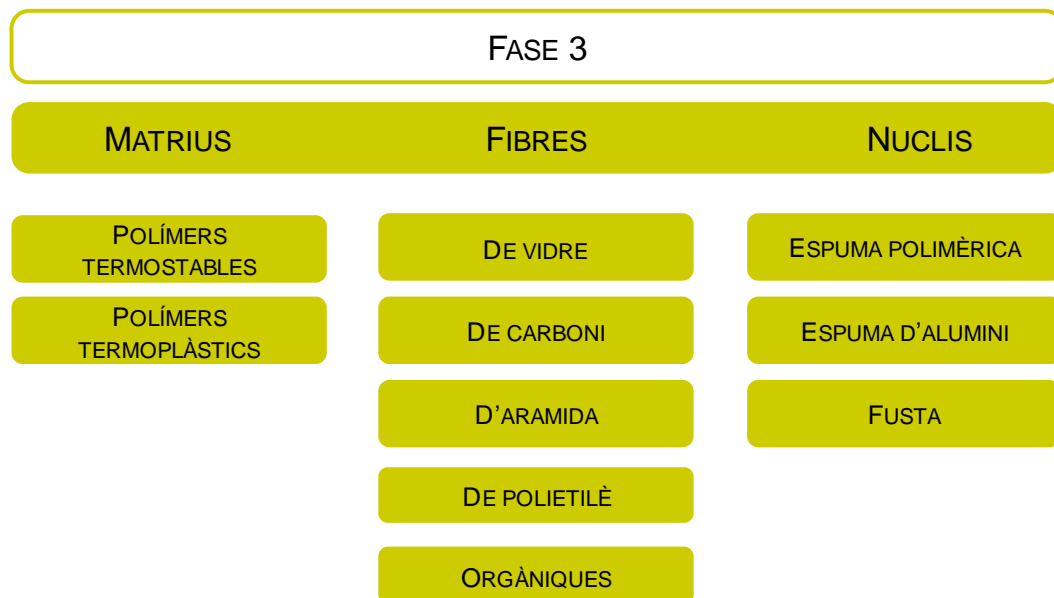 FASE 3
MATRIUS FIBRES NUCLIS
POLÍMERS
TERMOSTABLES
DE VIDRE
ESPUMA POLIMÈRICA
POLÍMERS
TERMOPLÀSTICS
DE CARBONI
ESPUMA D’ALUMINI
D’ARAMIDA
FUSTA
DE POLIETILÈ
ORGÀNIQUES